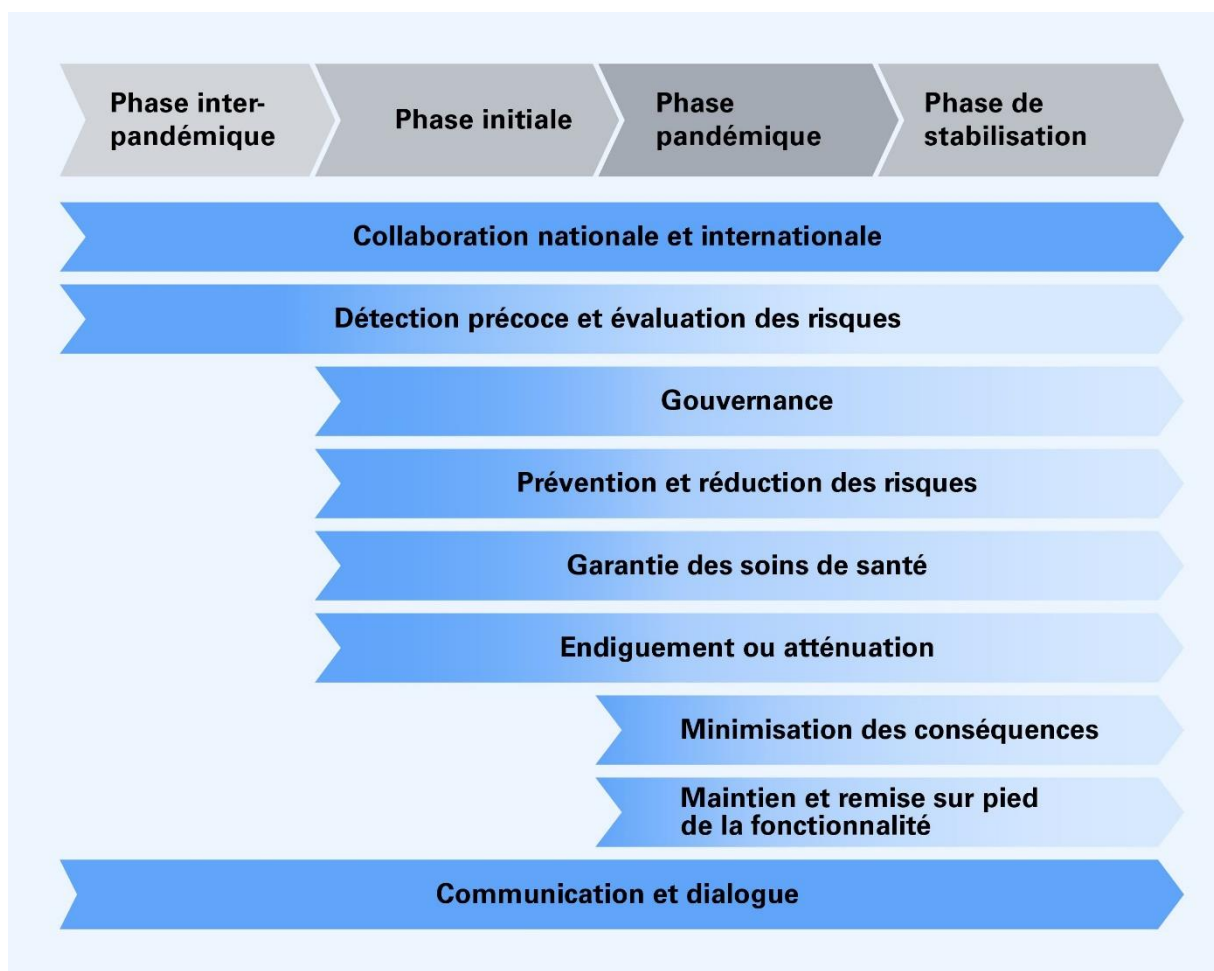 Phase inter-
pandémique
Phase initiale
Phase
pandémique
Phase de
stabilisation
Collaboration nationale et internationale
Détection précoce et évaluation des risques
Gouvernance
Prévention et réduction des risques
Garantie des soins de santé
Endiguement ou atténuation
Minimisation des conséquences
Maintien et remise sur pied
de la fonctionnalité
Communication et dialogue